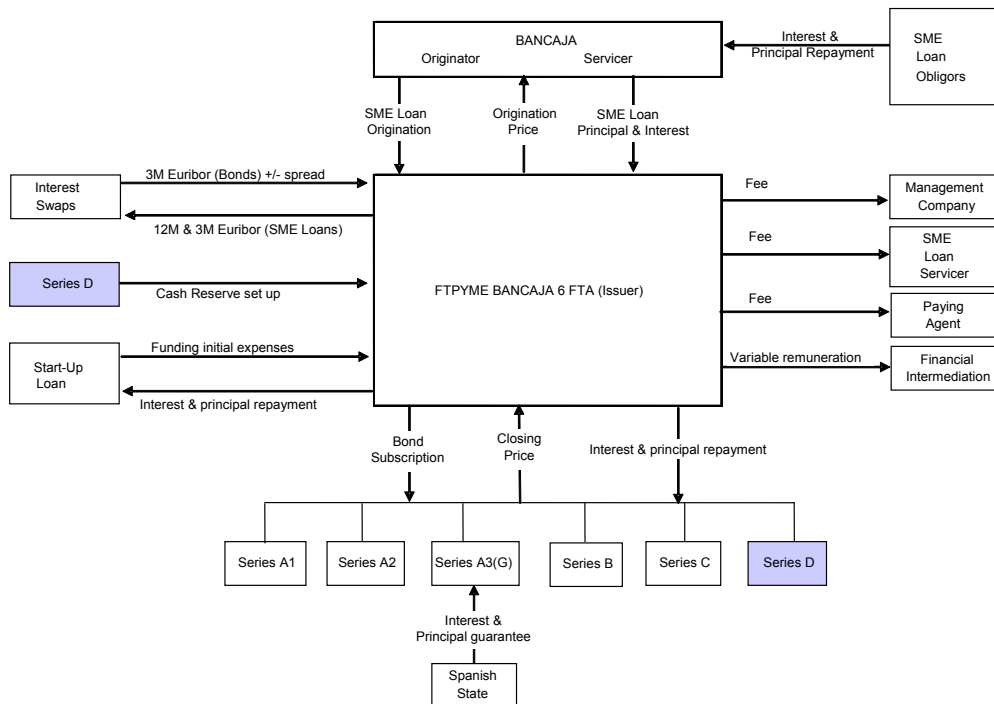 BANCAJA
Originator Servicer
Interest &
Principal Repayment
SME
Loan
Obligors
SME Loan
Origination
Origination
Price
SME Loan
Principal & Interest
Interest
Swaps
3M Euribor (Bonds) +/- spread
12M & 3M Euribor (SME Loans)
Series D
Cash Reserve set up
Start-Up
Loan
Funding initial expenses
Interest & principal repayment
FTPYME BANCAJA 6 FTA (Issuer)
Fee
Management
Company
Fee
SME
Loan
Servicer
Fee
Paying
Agent
Variable remuneration
Financial
Intermediation
Bond
Subscription
Closing
Price
Interest & principal repayment
Series A1
Series A2
Series A3(G)
Series B
Series C
Series D
Interest &
Principal guarantee
Spanish
State